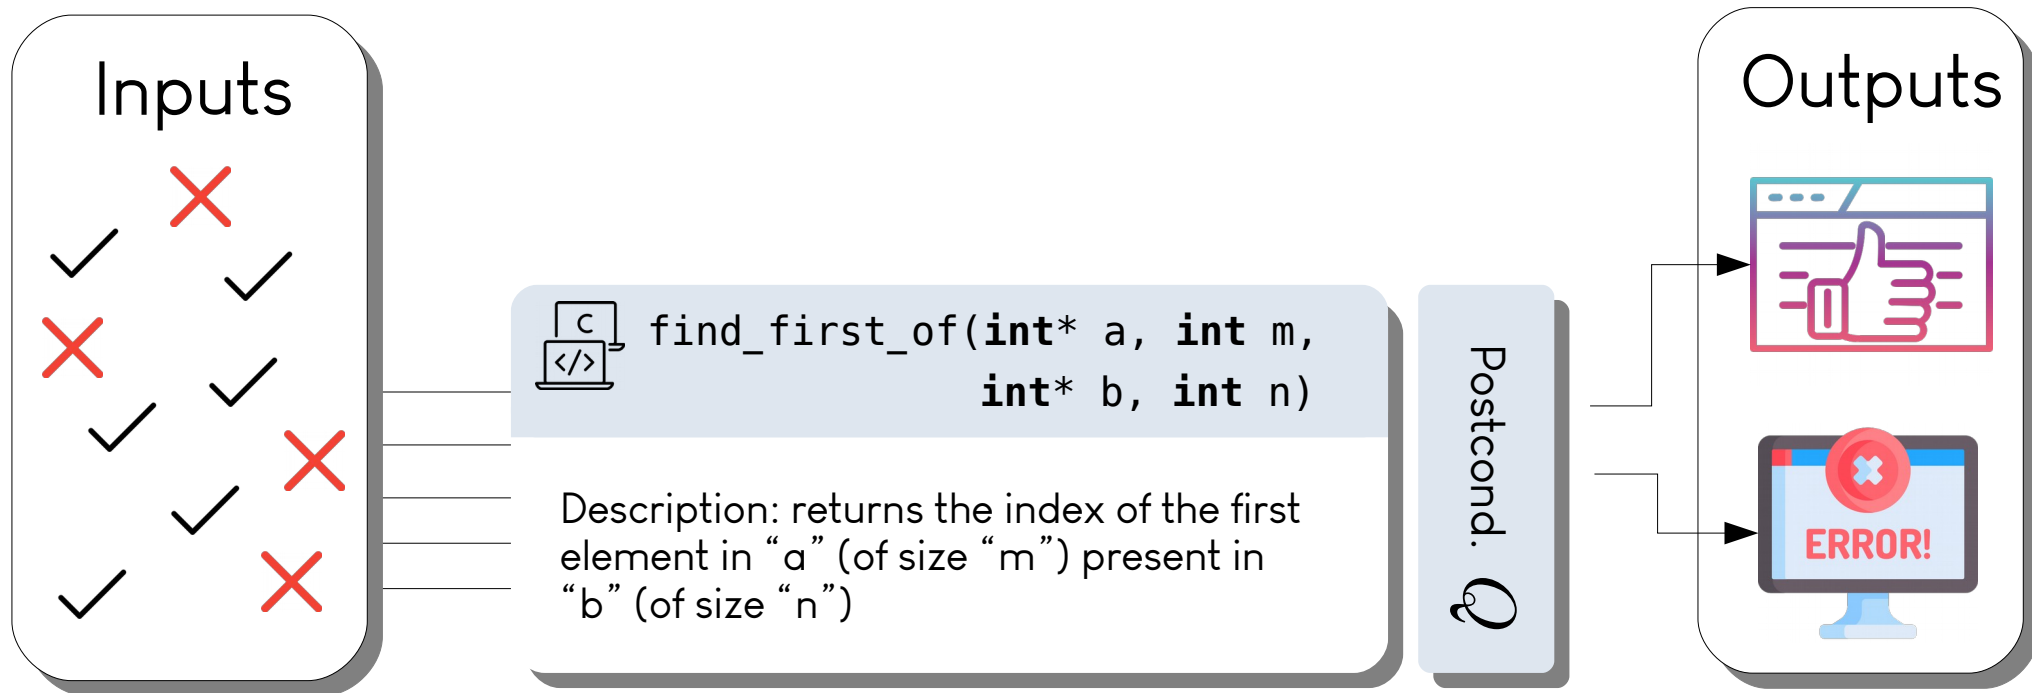 Inputs
C
</>
find_first_of(int* a, int m,
int* b, int n)
Description: returns the index of the first
element in “a” (of size “m”) present in
“b” (of size “n”)
Postcond. Q
Outputs
ERROR!